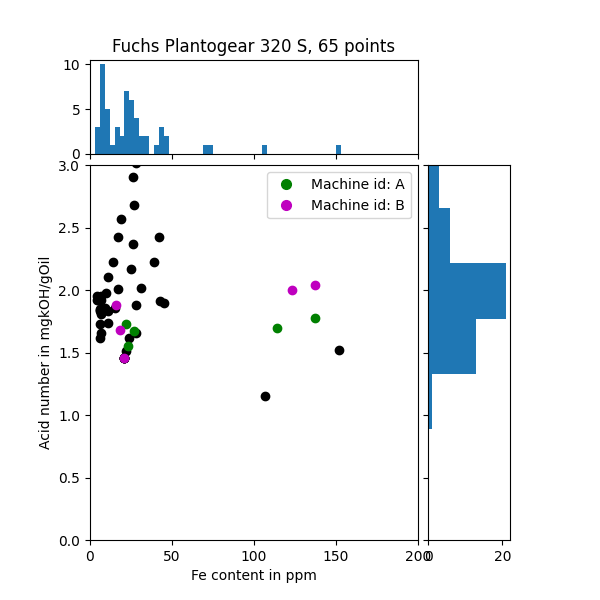 Fuchs Plantogear 320 S, 65 points
10
5
0
3.0
2.5
2.0
1.5
1.0
0.5
0.0
Acid number in mgkOH/gOil
Machine id: A
Machine id: B
0 50 100 150 200
0 20
Fe content in ppm